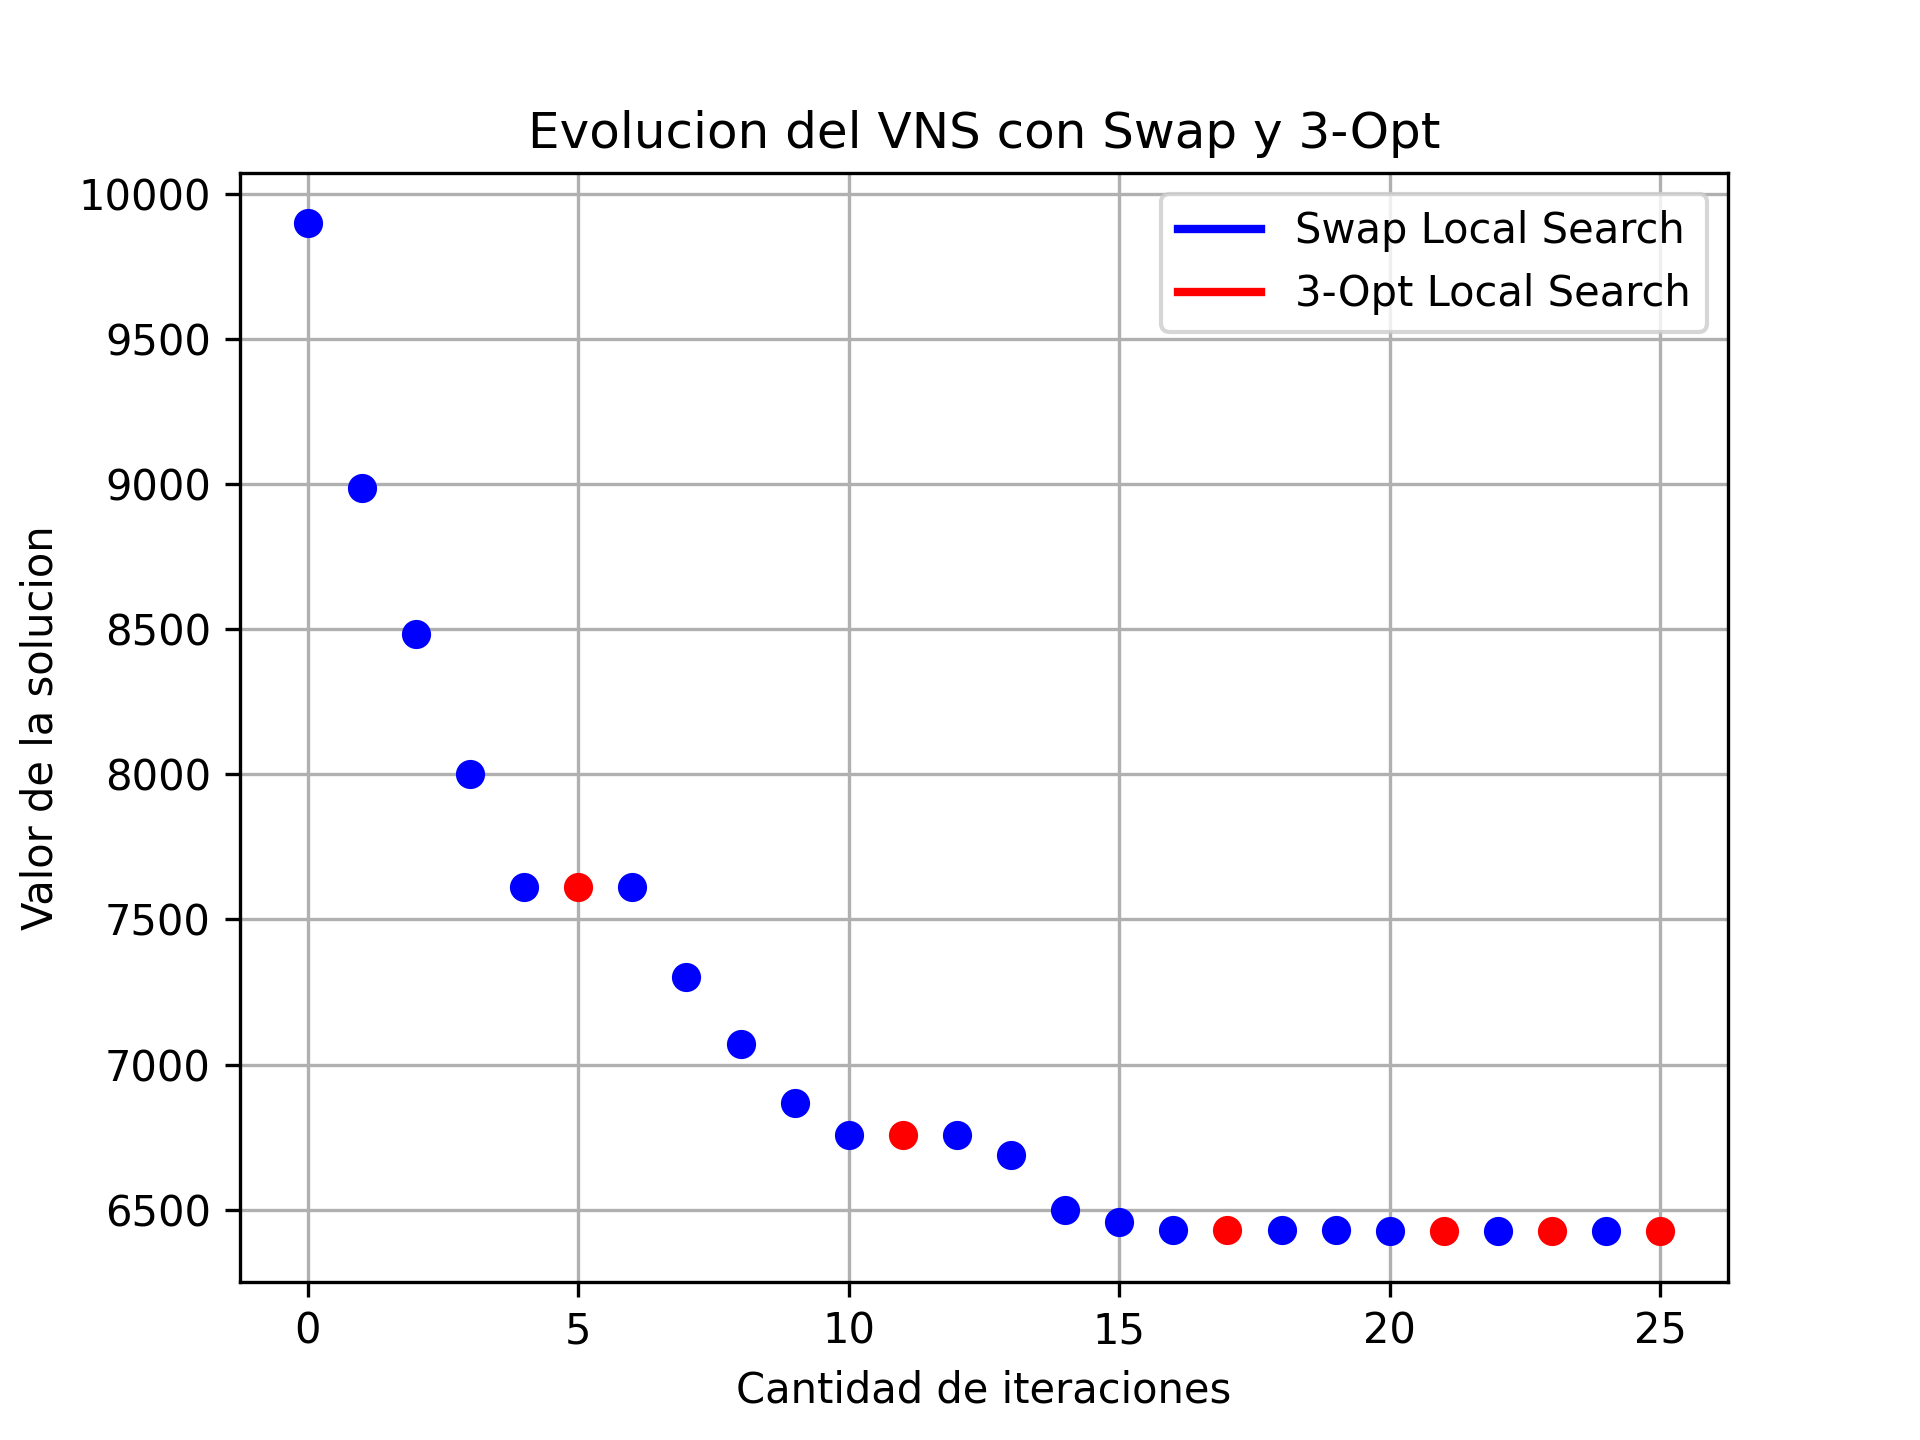 Evolucion del VNS con Swap y 3-Opt
Swap Local Search
3-Opt Local Search
Valor de la solucion
10000
9500
9000
8500
8000
7500
7000
6500
0 5 10 15 20 25
Cantidad de iteraciones